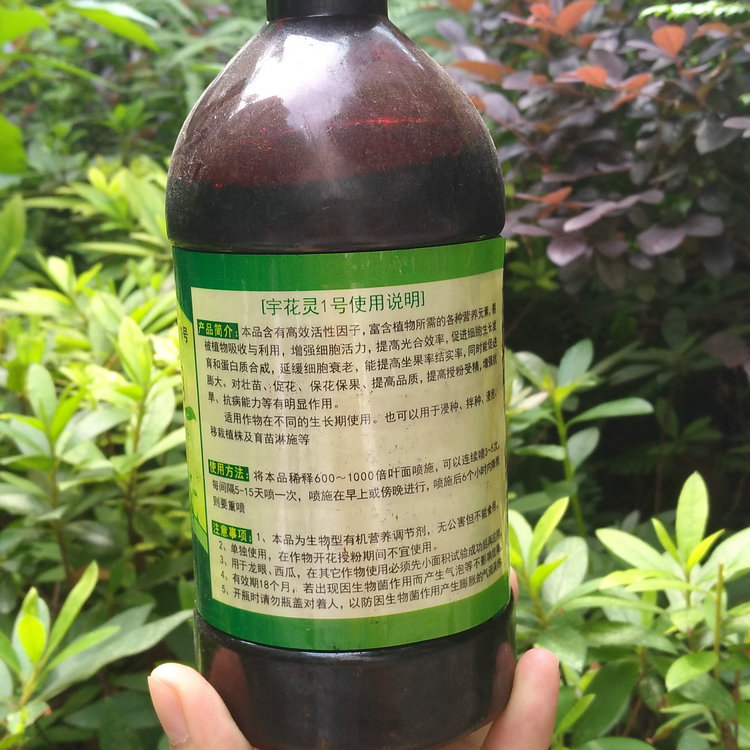 [宇花灵1号使用说明]
号
产品简介:本品含有高效活性因子,富含植物所需的各种营养元素,
被植物吸收与利用,增强细胞活力,提高光合效率,促进细胞生长发
育和蛋白质合成,延缓细胞衰老,能提高坐果率结实率,同时能促进
膨大。对壮苗、促花、保花保果、提高品质,提高授粉受精,增强抗
旱、抗病能力等有明显作用。
适用作物在不同的生长期使用。也可以用于浸种、拌种、
移栽植株及育苗淋施等
使用方法:将本品稀释600~1000倍叶面喷施,可以连续喷3-5次,
每间隔5-15天喷一次,喷施在早上或傍晚进行,喷施后6个小时内
则要重喷
注意事项:1、本品为生物型有机营养调节剂,无公害但不能食用。
2、单独使用,在作物开花授粉期间不宜使用。
3、用于龙眼、西瓜,在其它作物使用必须先小面积试验成功后
4、有效期18个月,若出现因生物菌作用而产生气泡等不影响
5、开瓶时请勿瓶盖对着人,以防因生物菌作用产生膨胀的气